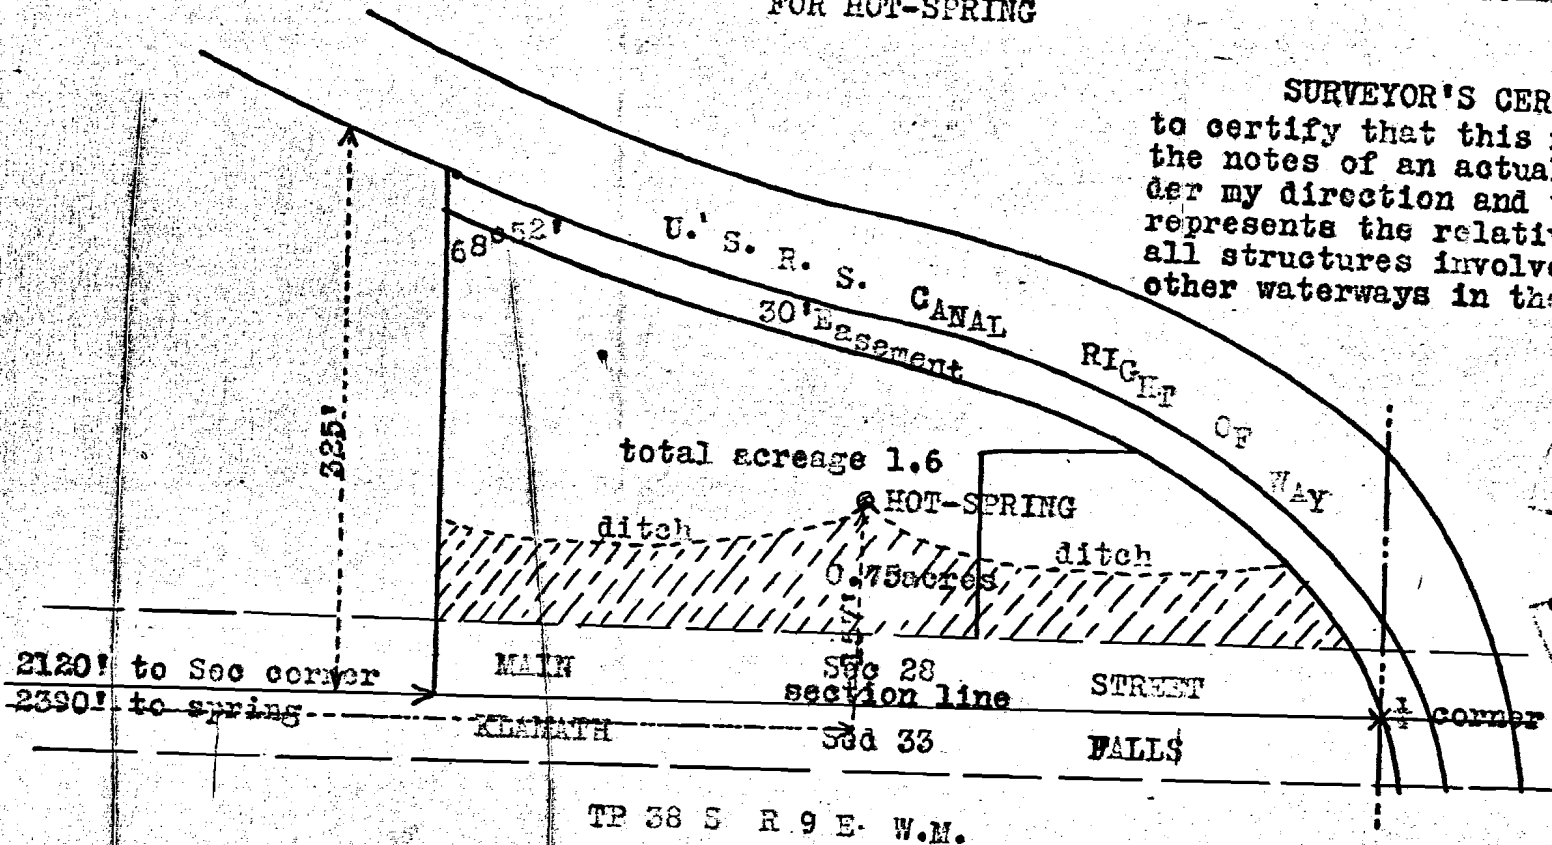 FOR HOT-SPRING
SURVEYOR'S CER
to certify that this
the notes of an actua
der my direction and
represents the relati
all structures involve
other waterways in the
68°52'
U. S. R. S. CANAL RIGHT OF WAY
30' Easement
325'
total acreage 1.6
HOT-SPRING
ditch
ditch
0.75acres
2120' to Sec corner
MAIN
Sec 28
STREET
section line
2390' to spring
KLAMATH
Sed 33
FALLS
1/4 corner
TP 38 S R 9 E W.M.